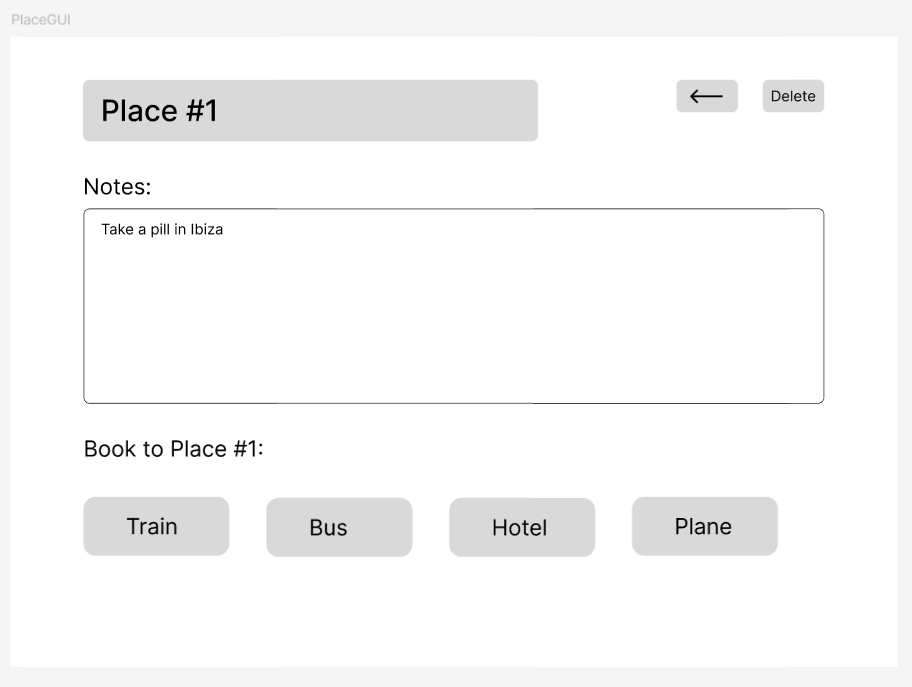 PlaceGUI
Place #1
Delete
Notes:
Take a pill in Ibiza
Book to Place #1:
Train
Bus
Hotel
Plane